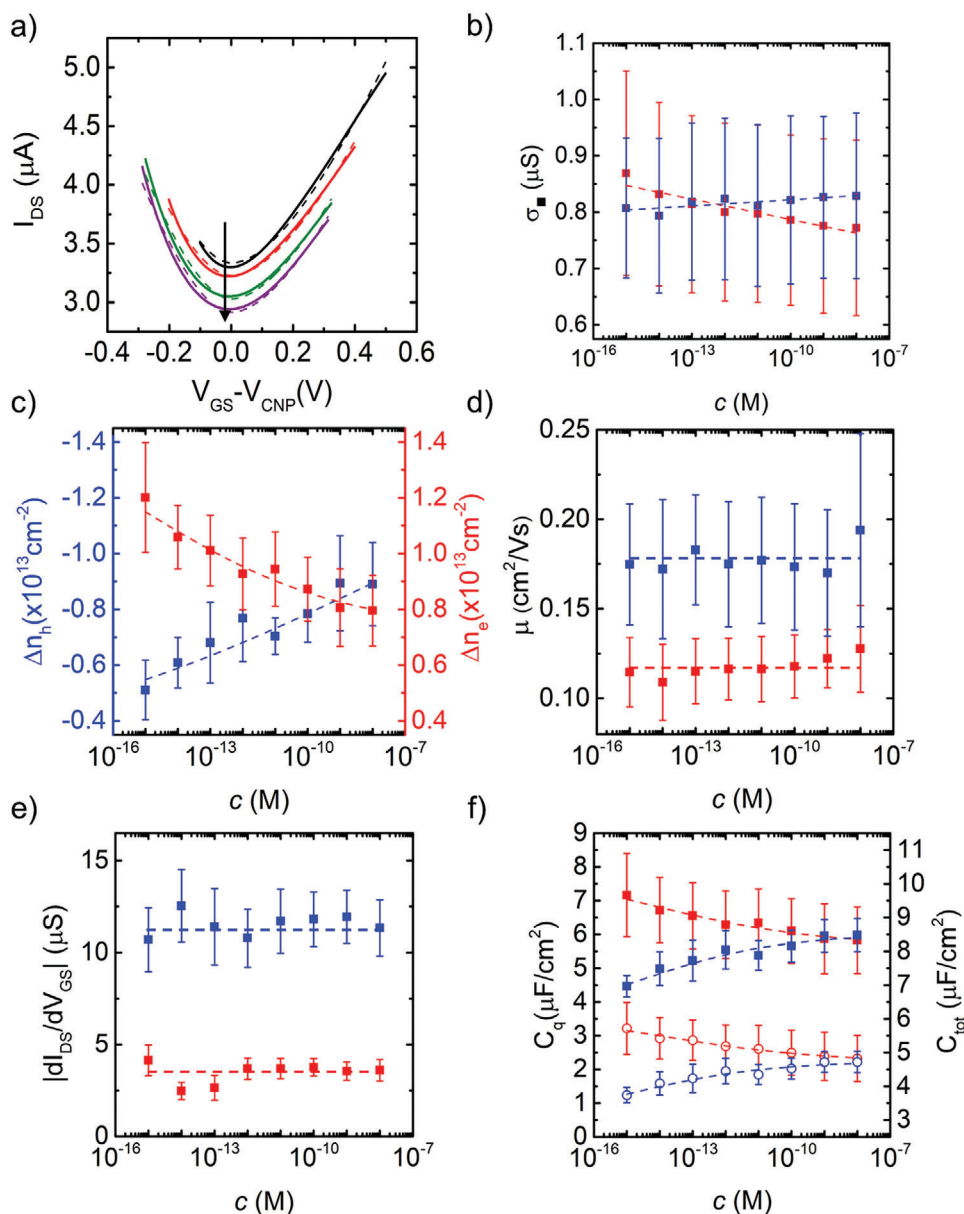 a)
I_DS (µA)
5.0
4.5
4.0
3.5
3.0
-0.4 -0.2 0.0 0.2 0.4 0.6
V_GS-V_CNP(V)
b)
σ■ (µS)
1.1
1.0
0.9
0.8
0.7
0.6
10^-16 10^-13 10^-10 10^-7
c (M)
c)
Δn_h(x10^13cm^-2)
-1.4
-1.2
-1.0
-0.8
-0.6
-0.4
1.4
1.2
1.0
0.8
0.6
0.4
Δn_e(x10^13cm^-2)
10^-16 10^-13 10^-10 10^-7
c (M)
d)
µ (cm^2/Vs)
0.25
0.20
0.15
0.10
10^-16 10^-13 10^-10 10^-7
c (M)
e)
|dI_DS/dV_GS| (µS)
15
10
5
0
10^-16 10^-13 10^-10 10^-7
c (M)
f)
C_q(µF/cm^2)
9
8
7
6
5
4
3
2
1
0
10
9
8
7
6
5
4
3
C_tot (µF/cm^2)
10^-16 10^-13 10^-10 10^-7
c (M)